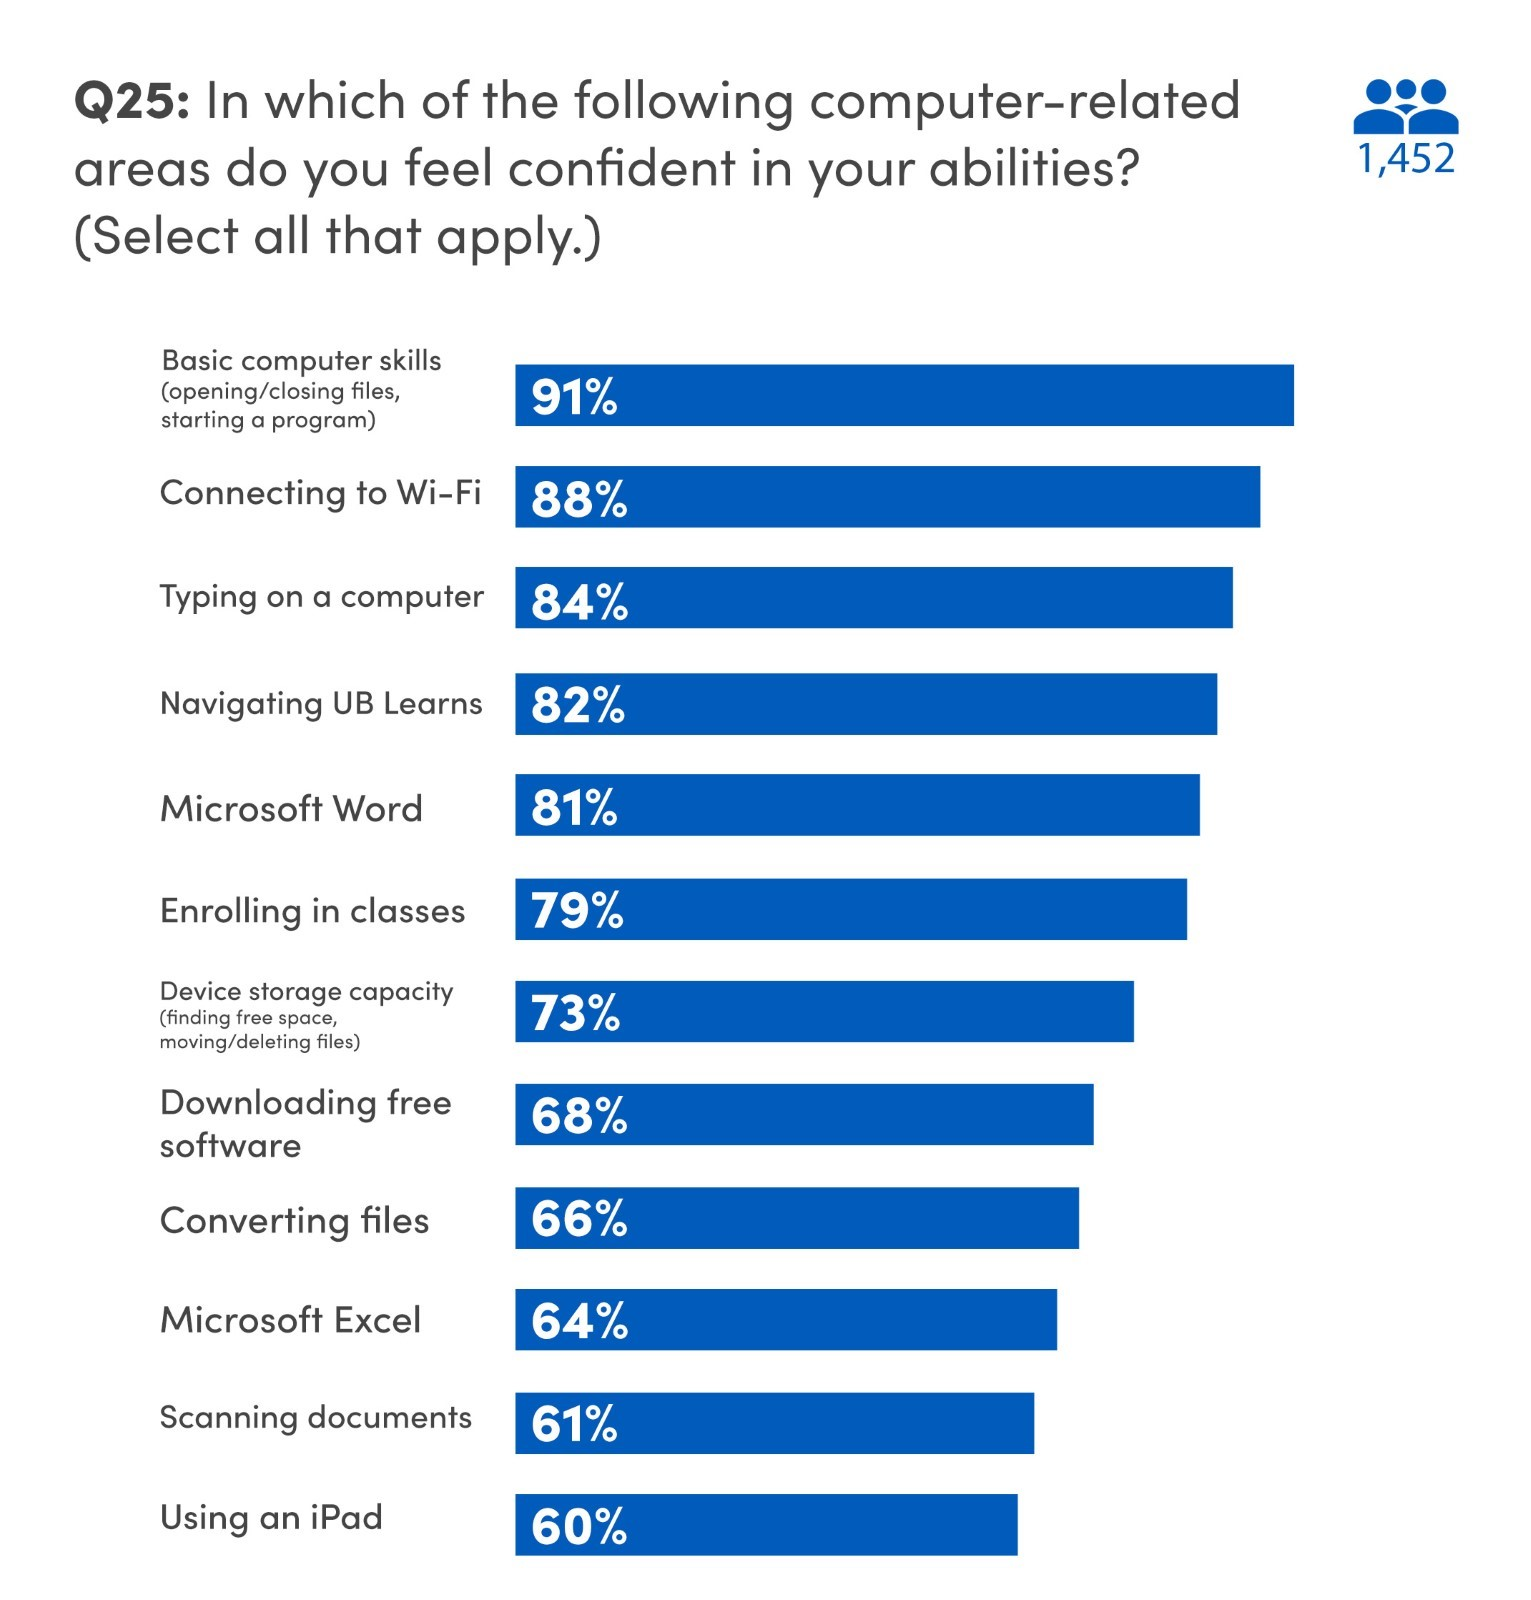 Q25: In which of the following computer-related
areas do you feel confident in your abilities?
(Select all that apply.)
1,452
Basic computer skills
(opening/closing files,
starting a program)
91%
Connecting to Wi-Fi
88%
Typing on a computer
84%
Navigating UB Learns
82%
Microsoft Word
81%
Enrolling in classes
79%
Device storage capacity
(finding free space,
moving/deleting files)
73%
Downloading free
software
68%
Converting files
66%
Microsoft Excel
64%
Scanning documents
61%
Using an iPad
60%